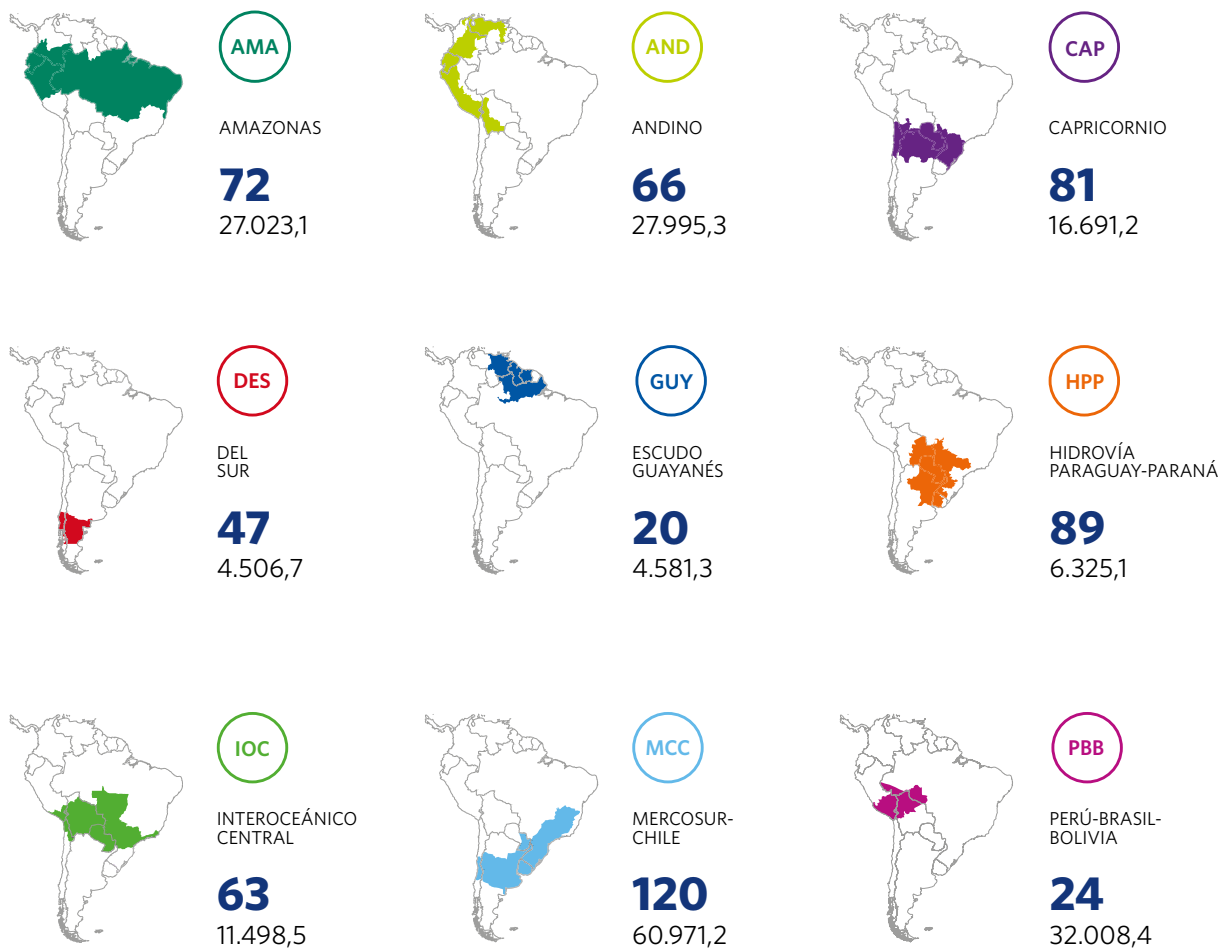 AMA
AMAZONAS
72
27.023,1
AND
ANDINO
66
27.995,3
CAP
CAPRICORNIO
81
16.691,2
DES
DEL
SUR
47
4.506,7
GUY
ESCUDO
GUAYANÉS
20
4.581,3
HPP
HIDROVÍA
PARAGUAY-PARANÁ
89
6.325,1
IOC
INTEROCEÁNICO
CENTRAL
63
11.498,5
MCC
MERCOSUR-
CHILE
120
60.971,2
PBB
PERÚ-BRASIL-
BOLIVIA
24
32.008,4